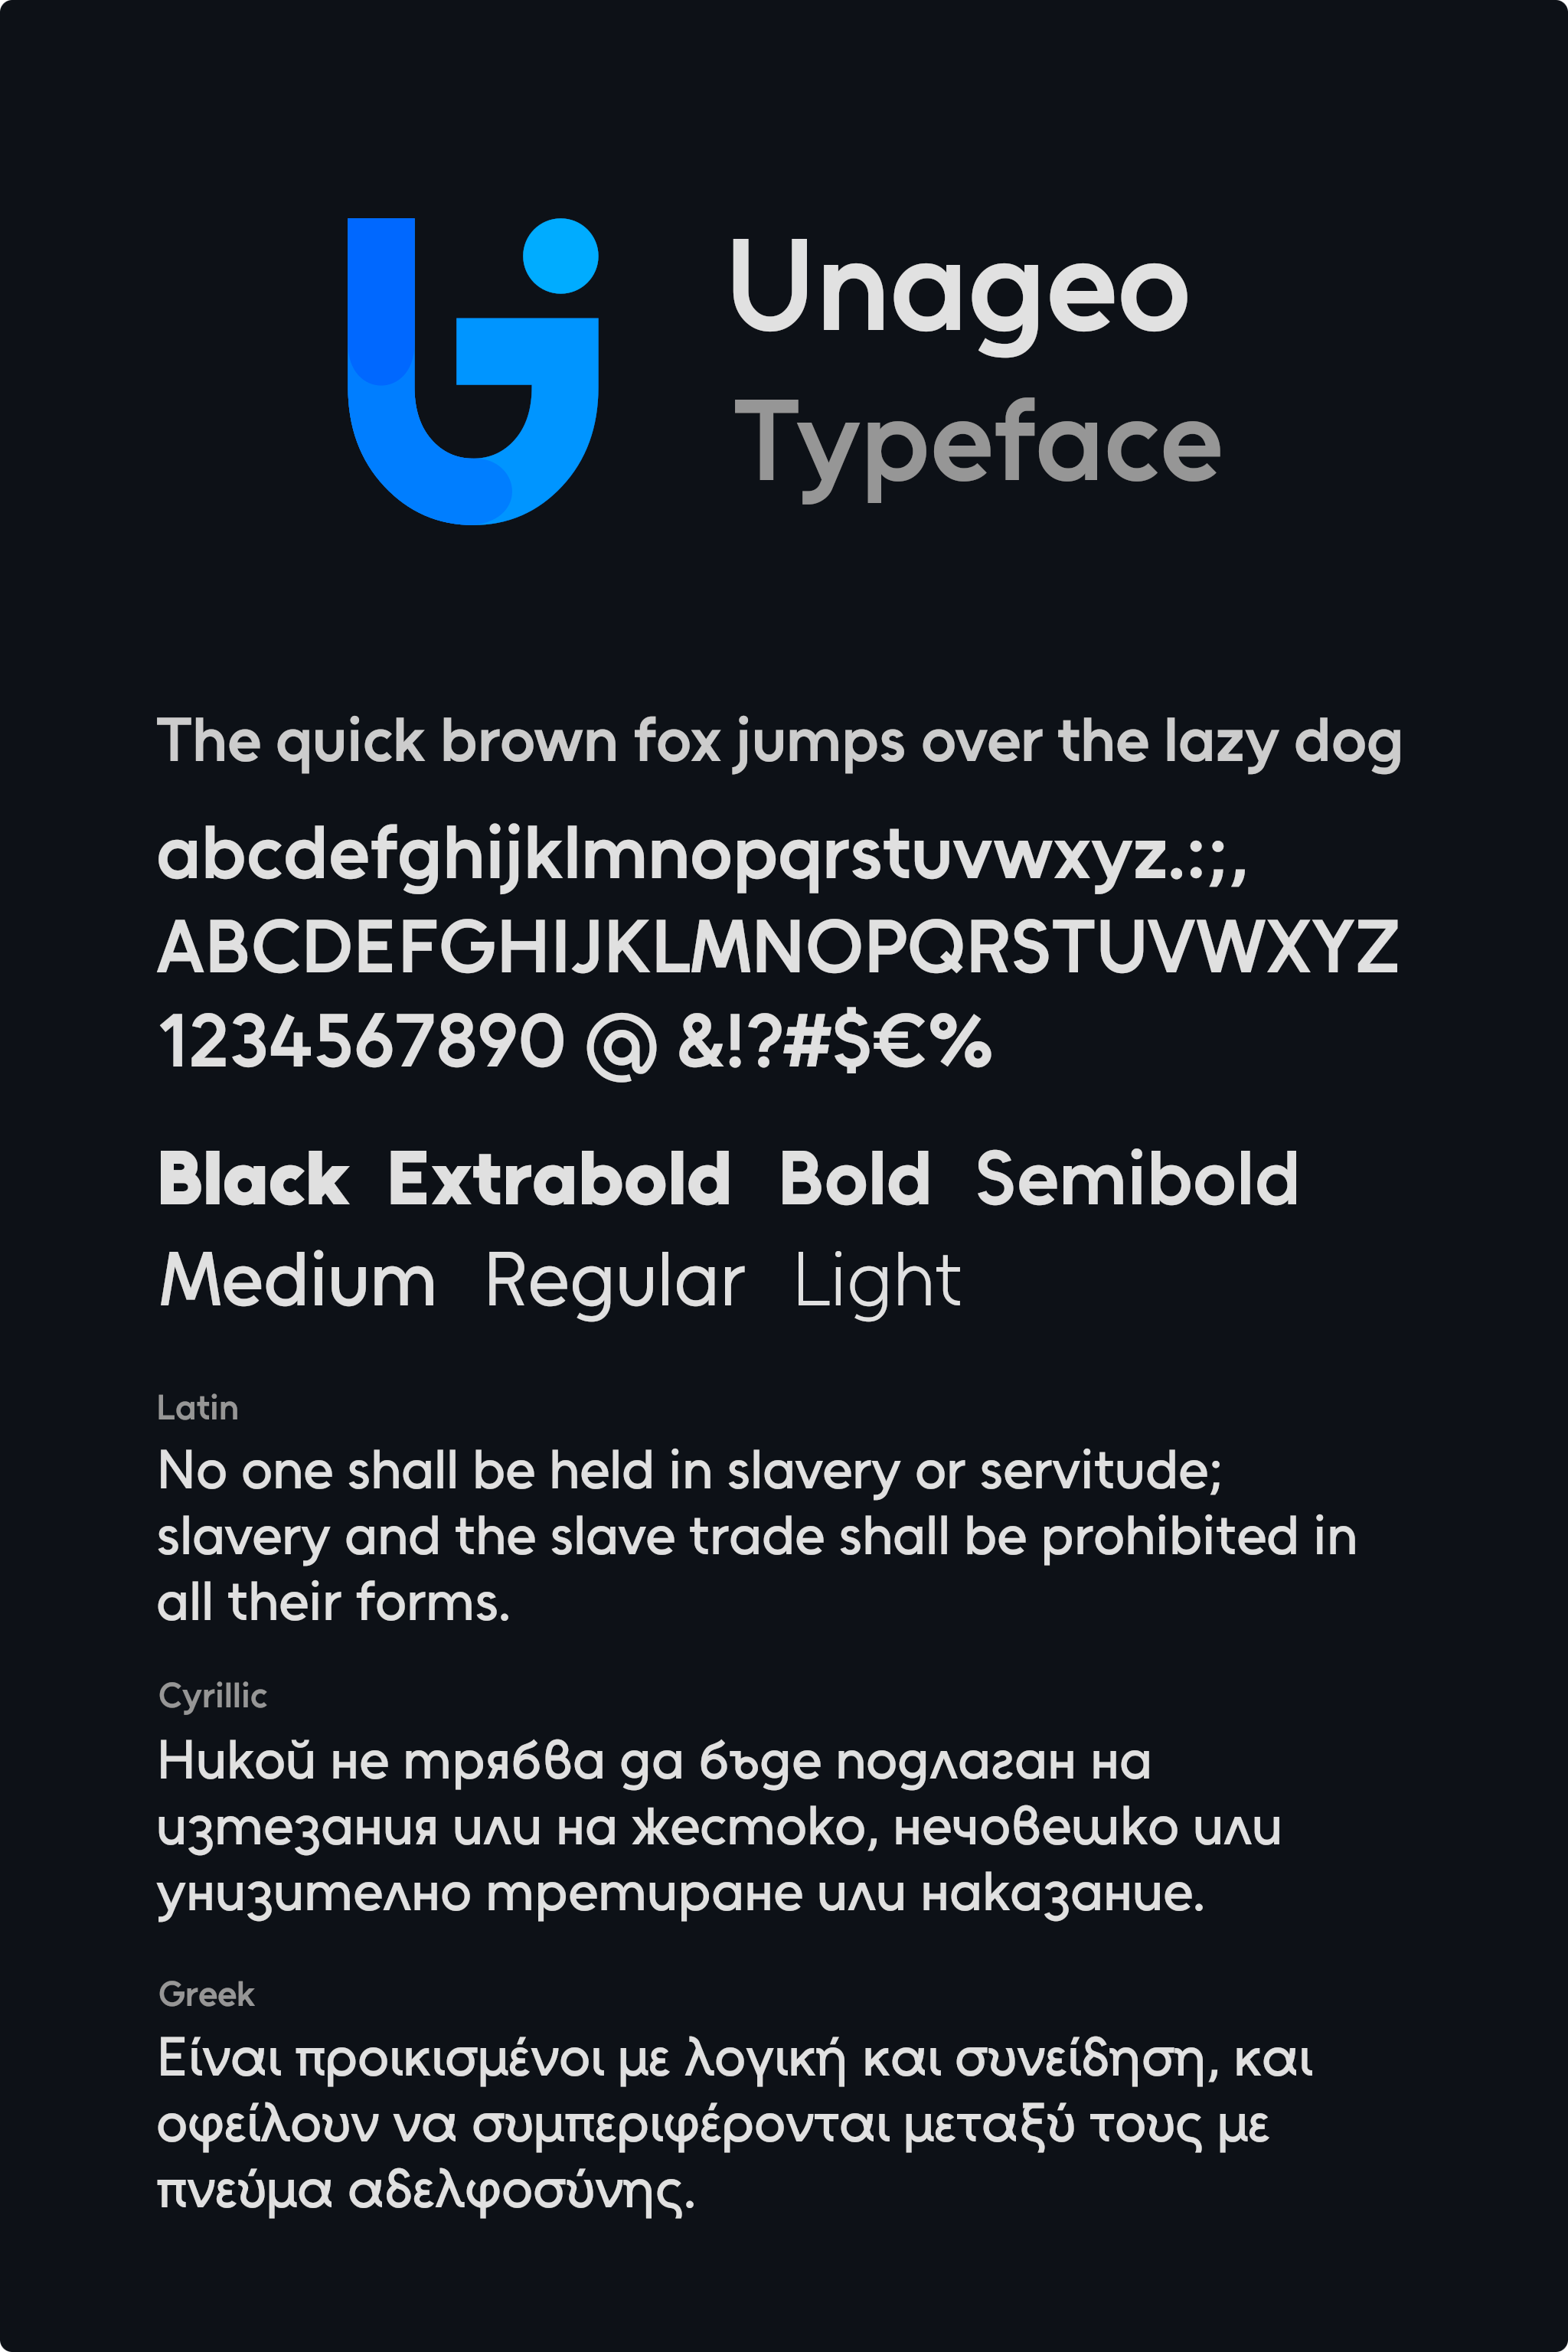 Unageo
Typeface
The quick brown fox jumps over the lazy dog
abcdefghijklmnopqrstuvwxyz.:;,
ABCDEFGHIJKLMNOPQRSTUVWXYZ
1234567890 @ &!?#$€%
Black Extrabold Bold Semibold
Medium Regular Light
Latin
No one shall be held in slavery or servitude;
slavery and the slave trade shall be prohibited in
all their forms.
Cyrillic
Никой не трябва да бъде подлаган на
изтезания или на жестоко, нечовешко или
унизително третиране или наказание.
Greek
Είναι προικισμένοι με λογική και συνείδηση, και
οφείλουν να συμπεριφέρονται μεταξύ τους με
πνεύμα αδελφοσύνης.